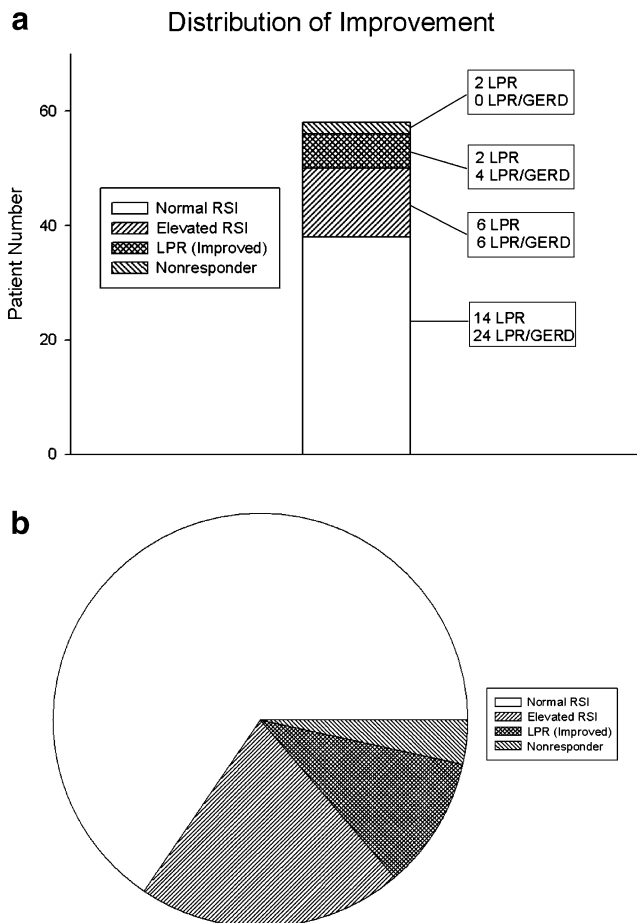 a
Distribution of Improvement
2 LPR
0 LPR/GERD
60
2 LPR
4 LPR/GERD
Normal RSI
Elevated RSI
LPR (Improved)
Nonresponder
40
6 LPR
6 LPR/GERD
Patient Number
14 LPR
24 LPR/GERD
20
0
b
Normal RSI
Elevated RSI
LPR (Improved)
Nonresponder